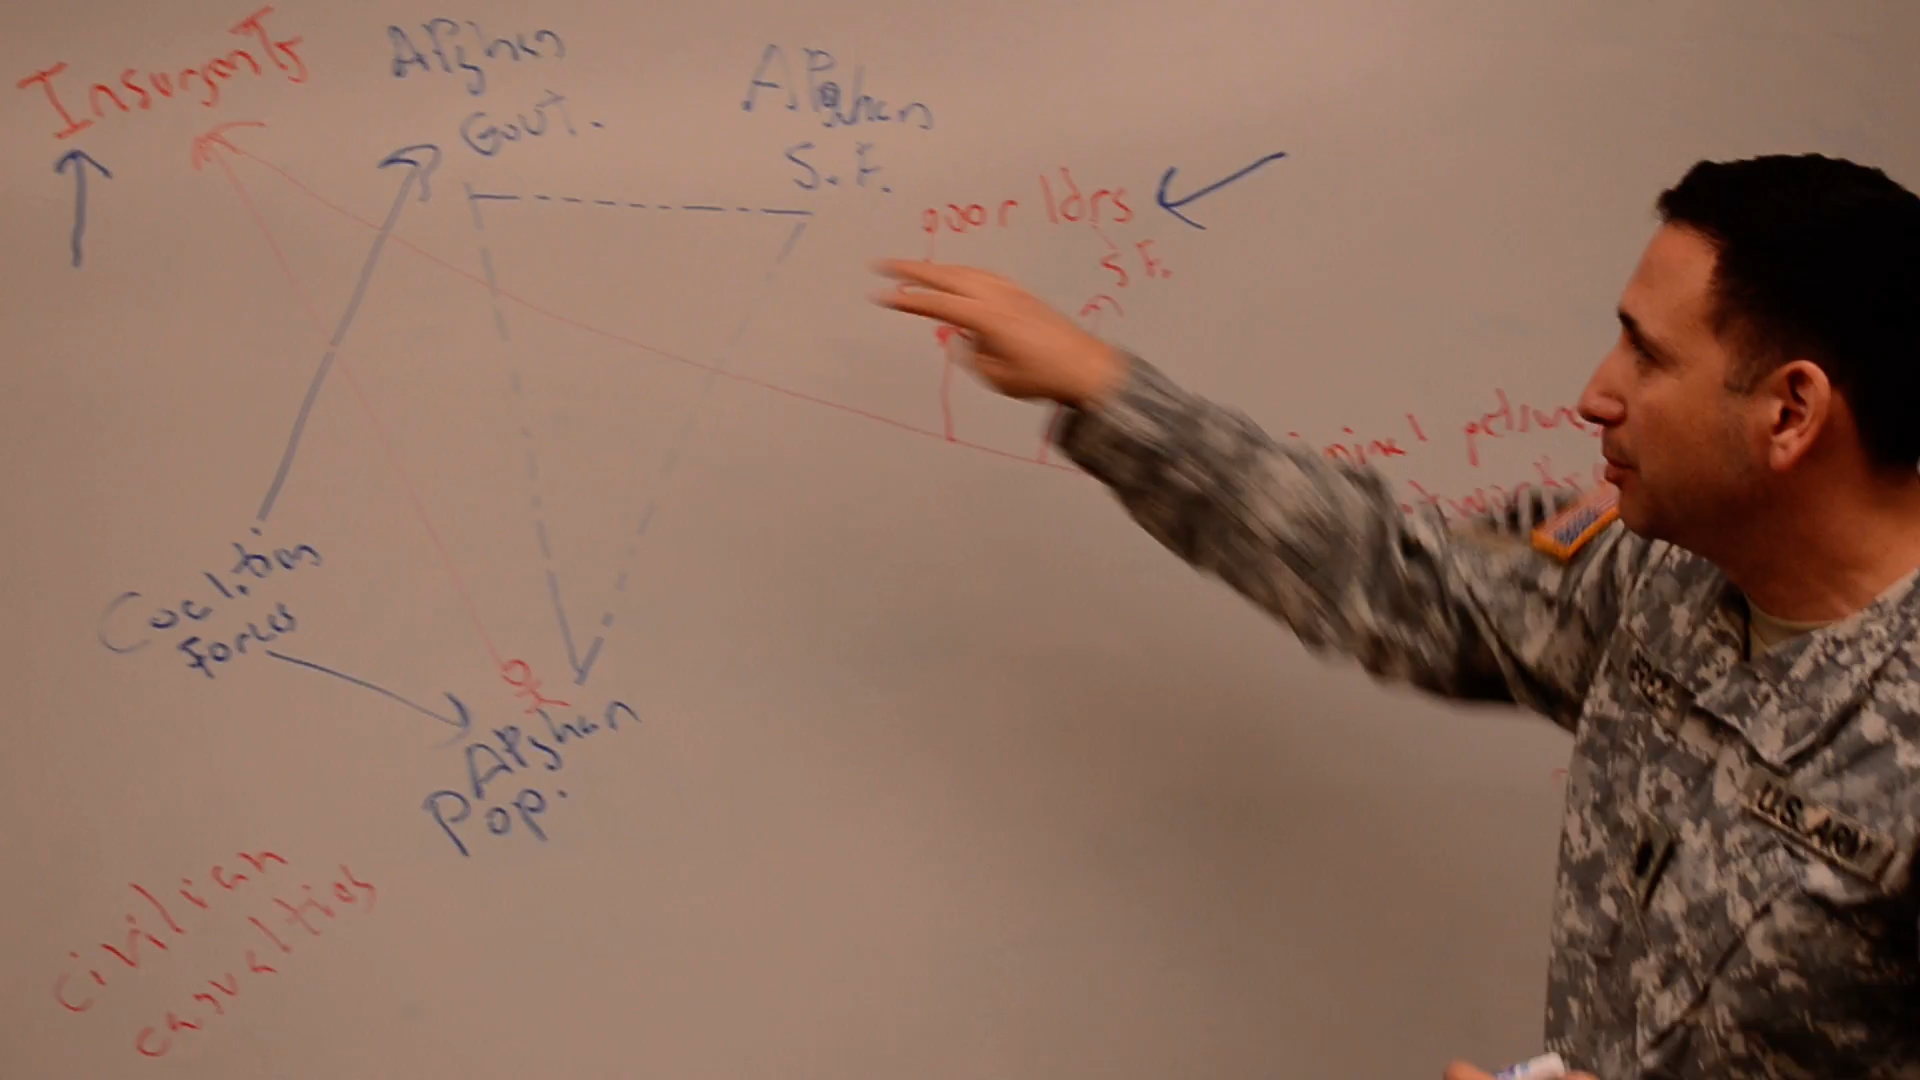 Insurgents
Afghan
Govt.
Afghan
S.F.
poor ldrs
S.F.
Coalition
Forces
Afghan
Pop.
civilian
casualties
U.S. ARMY